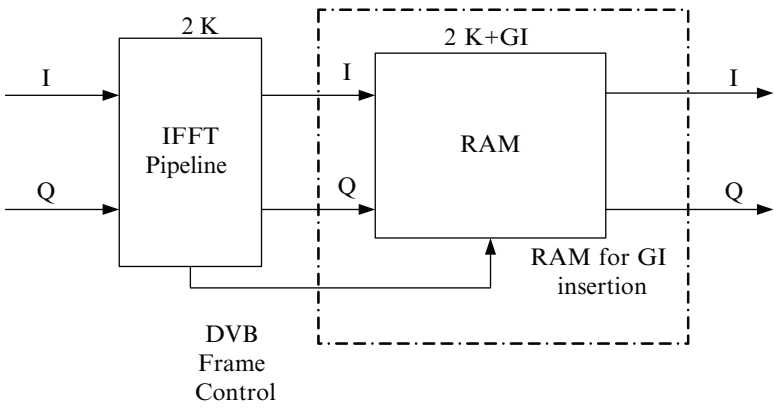 2 K
2 K+GI
I
I
I
IFFT
Pipeline
RAM
Q
Q
Q
RAM for GI
insertion
DVB
Frame
Control